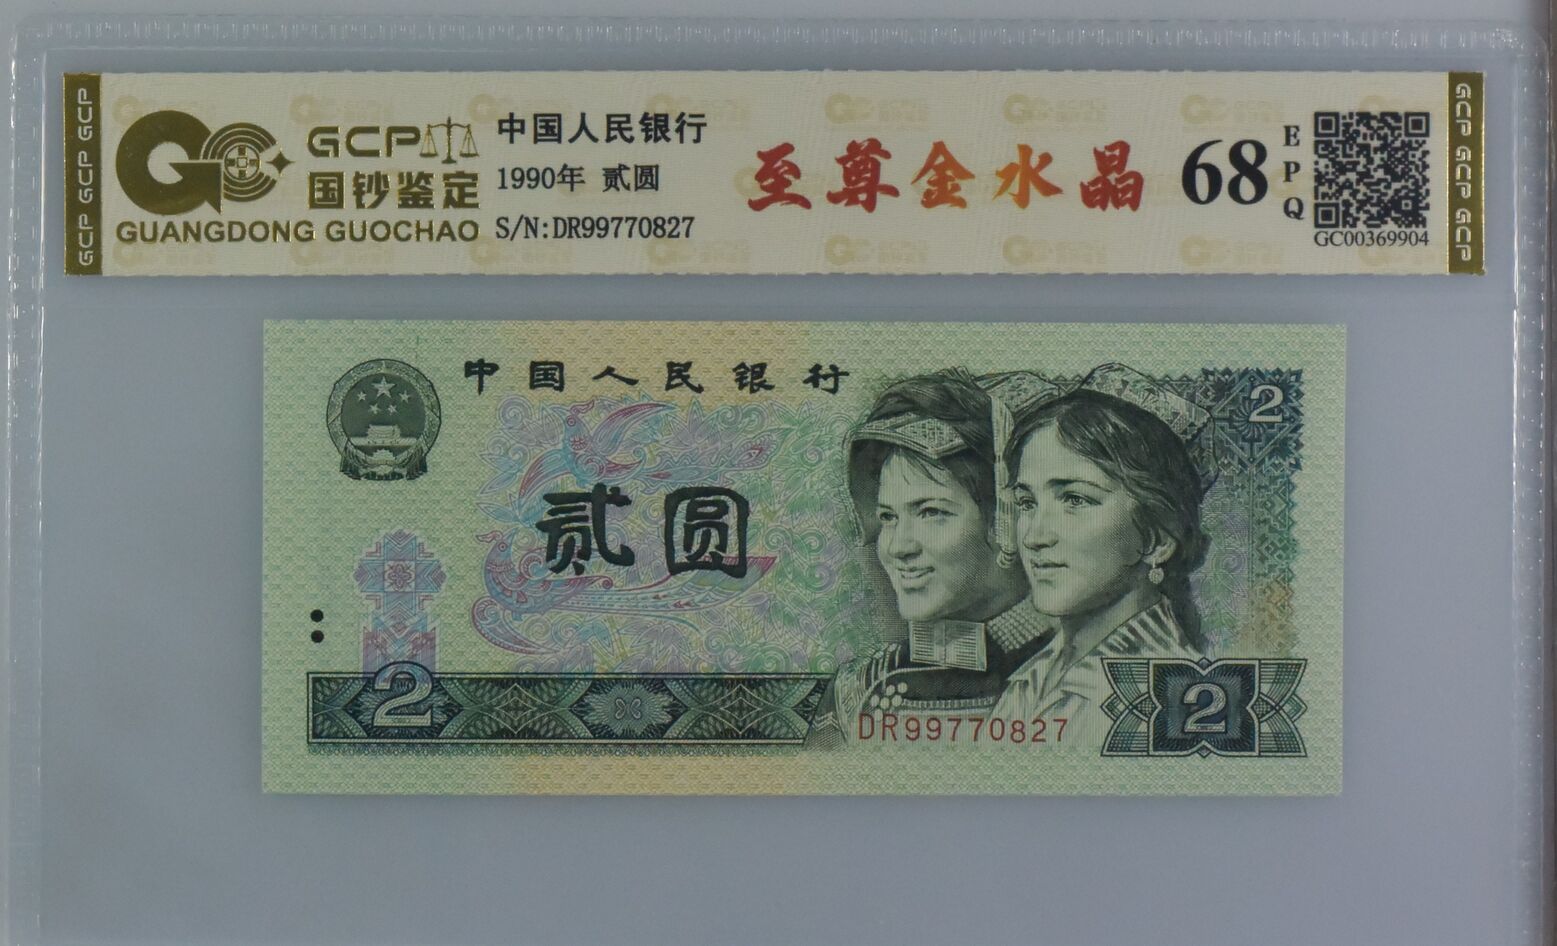 GCP GCP GCP
GCP
国钞鉴定
GUANGDONG GUOCHAO
中国人民银行
1990年 贰圆
S/N:DR99770827
至尊金水晶
68
EPQ
GC00369904
GCP GCP GCP
中国人民银行
2
贰圆
2
DR99770827
2